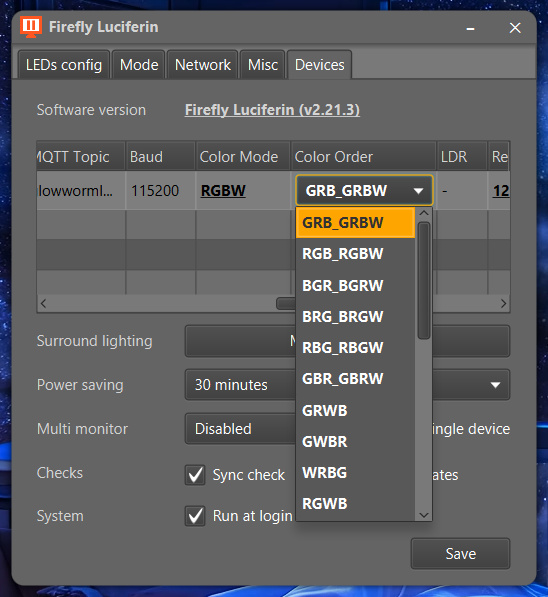 Firefly Luciferin
LEDs config Mode Network Misc Devices
Software version Firefly Luciferin (v2.21.3)
MQTT Topic Baud Color Mode Color Order LDR Re
lowworml... 115200 RGBW GRB_GRBW - 12
GRB_GRBW
RGB_RGBW
BGR_BGRW
BRG_BRGW
RBG_RBGW
GBR_GBRW
GRWB
GWBR
WRBG
RGWB
Surround lighting
Power saving 30 minutes
Multi monitor Disabled ingle device
Checks Sync check ates
System Run at login
Save